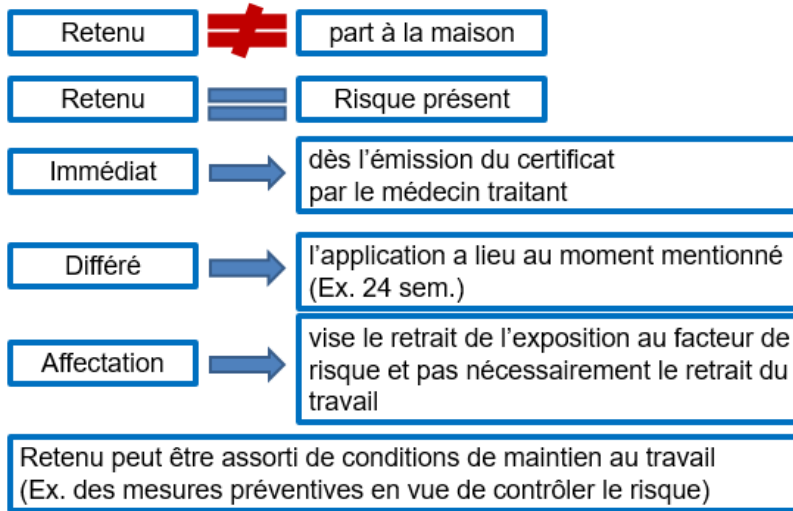 Retenu
part à la maison
Retenu
Risque présent
Immédiat
dès l’émission du certificat
par le médecin traitant
Différé
l’application a lieu au moment mentionné
(Ex. 24 sem.)
Affectation
vise le retrait de l’exposition au facteur de
risque et pas nécessairement le retrait du
travail
Retenu peut être assorti de conditions de maintien au travail
(Ex. des mesures préventives en vue de contrôler le risque)